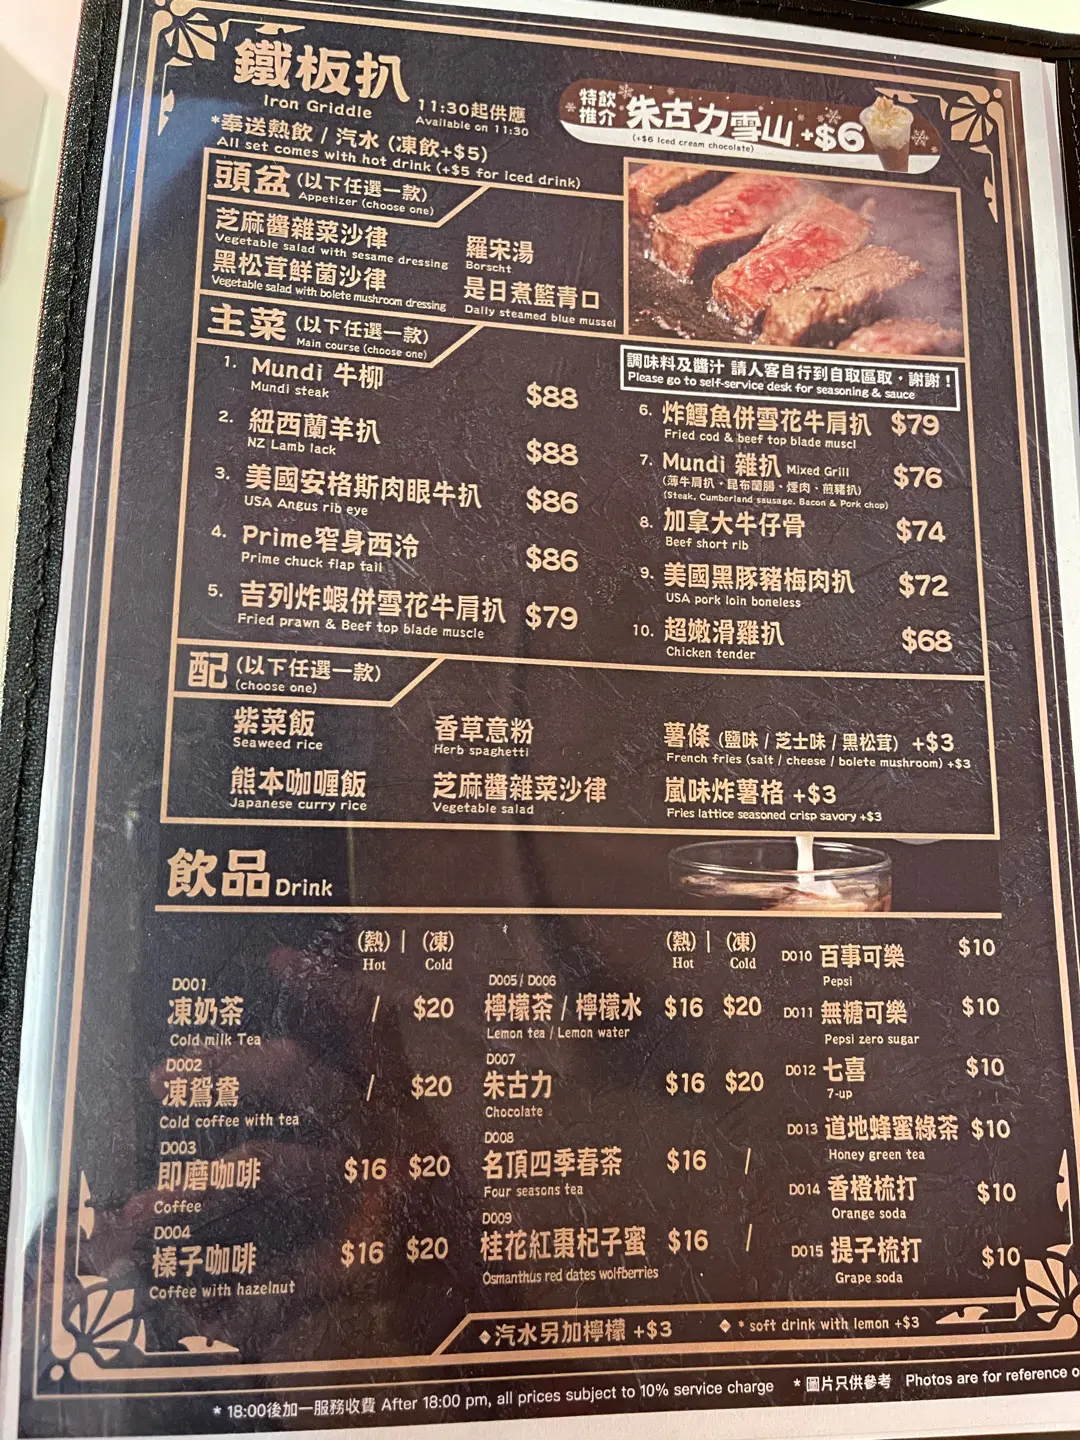 鐵板扒
Iron Griddle
11:30起供應
Available on 11:30
*奉送熱飲 / 汽水 (凍飲+$5)
All set comes with hot drink (+$5 for iced drink)
特飲推介 朱古力雪山 +$6
(+$6 Iced cream chocolate)
頭盆 (以下任選一款)
Appetizer (choose one)
芝麻醬雜菜沙律
Vegetable salad with sesame dressing
黑松茸鮮菌沙律
Vegetable salad with bolete mushroom dressing
羅宋湯
Borscht
是日煮籃青口
Daily steamed blue mussel
主菜 (以下任選一款)
Main course (choose one)
1. Mundi 牛柳 $88
Mundi steak
2. 紐西蘭羊扒 $88
NZ Lamb lack
3. 美國安格斯肉眼牛扒 $86
USA Angus rib eye
4. Prime窄身西泠 $86
Prime chuck flap tail
5. 吉列炸蝦併雪花牛肩扒 $79
Fried prawn & Beef top blade muscle
調味料及醬汁 請人客自行到自取區取，謝謝！
Please go to self-service desk for seasoning & sauce
6. 炸鱈魚併雪花牛肩扒 $79
Fried cod & beef top blade muscl
7. Mundi 雜扒 Mixed Grill $76
(薄牛肩扒、昆布蘭腸、煙肉、煎豬扒)
(Steak, Cumberland sausage, Bacon & Pork chop)
8. 加拿大牛仔骨 $74
Beef short rib
9. 美國黑豚豬梅肉扒 $72
USA pork loin boneless
10. 超嫩滑雞扒 $68
Chicken tender
配 (以下任選一款)
(choose one)
紫菜飯
Seaweed rice
熊本咖喱飯
Japanese curry rice
香草意粉
Herb spaghetti
芝麻醬雜菜沙律
Vegetable salad
薯條 (鹽味 / 芝士味 / 黑松茸) +$3
French fries (salt / cheese / bolete mushroom) +$3
嵐味炸薯格 +$3
Fries lattice seasoned crisp savory +$3
飲品 Drink
(熱) | (凍)
Hot Cold
D001
凍奶茶 / $20
Cold milk Tea
D002
凍鴛鴦 / $20
Cold coffee with tea
D003
即磨咖啡 $16 $20
Coffee
D004
榛子咖啡 $16 $20
Coffee with hazelnut
(熱) | (凍)
Hot Cold
D005 / D006
檸檬茶 / 檸檬水 $16 $20
Lemon tea / Lemon water
D007
朱古力 $16 $20
Chocolate
D008
名頂四季春茶 $16 /
Four seasons tea
D009
桂花紅棗杞子蜜 $16 /
Osmanthus red dates wolfberries
D010 百事可樂 $10
Pepsi
D011 無糖可樂 $10
Pepsi zero sugar
D012 七喜 $10
7-up
D013 道地蜂蜜綠茶 $10
Honey green tea
D014 香橙梳打 $10
Orange soda
D015 提子梳打 $10
Grape soda
◆汽水另加檸檬 +$3 ◆ * soft drink with lemon +$3
* 18:00後加一服務收費 After 18:00 pm, all prices subject to 10% service charge * 圖片只供參考 Photos are for reference o